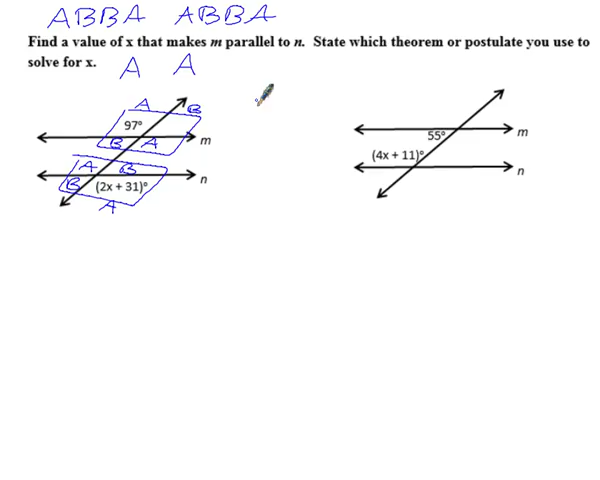 ABBA ABBA
Find a value of x that makes m parallel to n. State which theorem or postulate you use to
solve for x.
A A
A B
97°
B A
m
A B
B (2x + 31)°
n
A
55°
m
(4x + 11)°
n